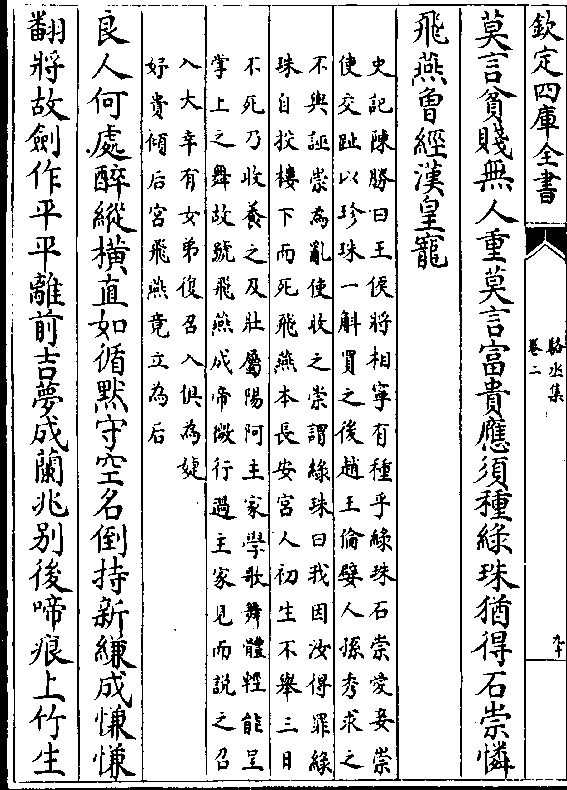 欽定四庫全書
駱丞集
卷二
九十
莫言貧賤無人重莫言富貴應須種綠珠猶得石崇憐
飛燕曾經漢皇寵
史記陳勝曰王侯將相寧有種乎綠珠石崇愛妾崇
使交趾以珍珠一斛買之後趙王倫嬖人孫秀求之
不與誣崇為亂使收之崇謂綠珠曰我因汝得罪綠
珠自投樓下而死飛燕本長安宮人初生不舉三日
不死乃收養之及壯屬陽阿主家學歌舞體輕能呈
掌上之舞故號飛燕成帝微行過主家見而說之召
入大幸有女弟復召入俱為婕
好貴傾后宮飛燕竟立為后
良人何處醉縱橫直如循默守空名倒持新縑成慊慊
翻將故劍作平平離前吉夢成蘭兆别後啼痕上竹生